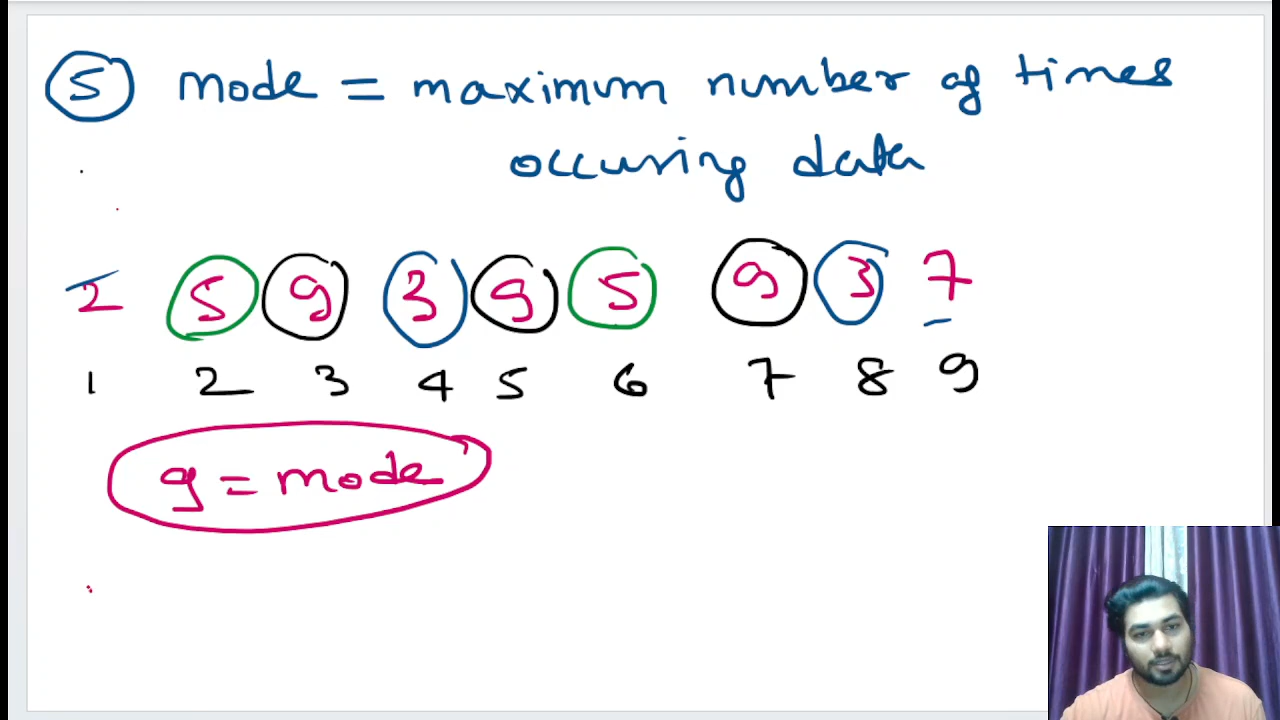 5 mode = maximum number of times
occuring data
2 5 9 3 9 5 9 3 7
1 2 3 4 5 6 7 8 9
9 = mode